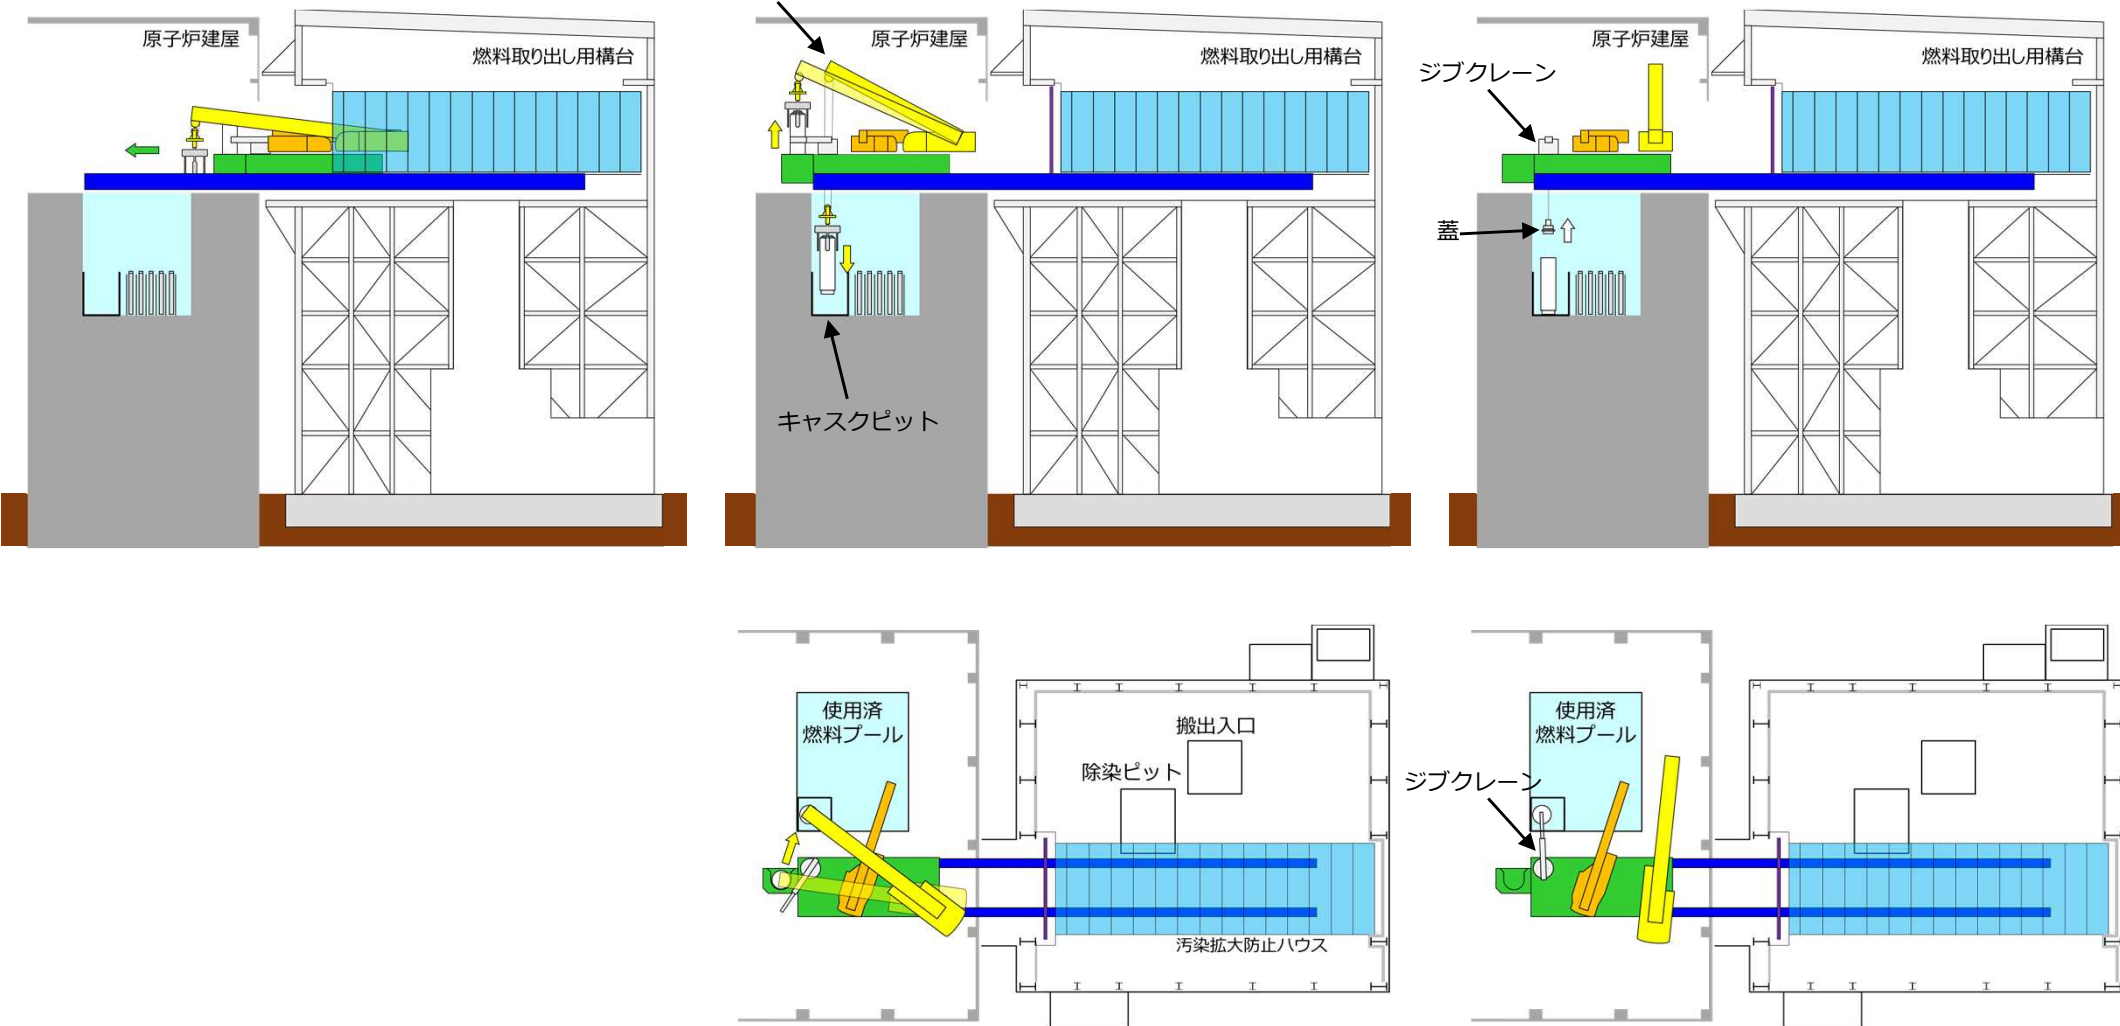 原子炉建屋
燃料取り出し用構台
原子炉建屋
燃料取り出し用構台
キャスクピット
原子炉建屋
燃料取り出し用構台
ジブクレーン
蓋
使用済
燃料プール
搬出入口
除染ピット
汚染拡大防止ハウス
使用済
燃料プール
ジブクレーン